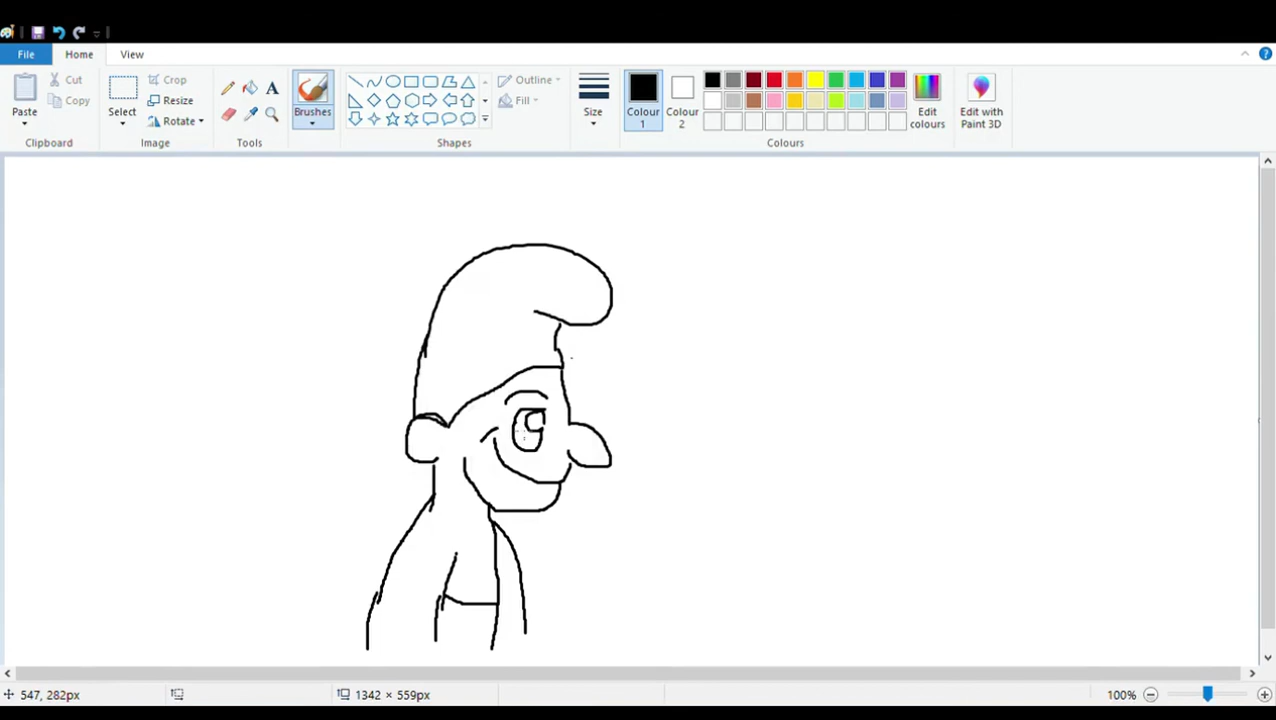 File Home View
Paste Cut Copy Select Crop Resize Rotate A Brushes Outline Fill Size Colour 1 Colour 2 Edit colours Edit with Paint 3D
Clipboard Image Tools Shapes Colours
547, 282px 1342 × 559px 100%